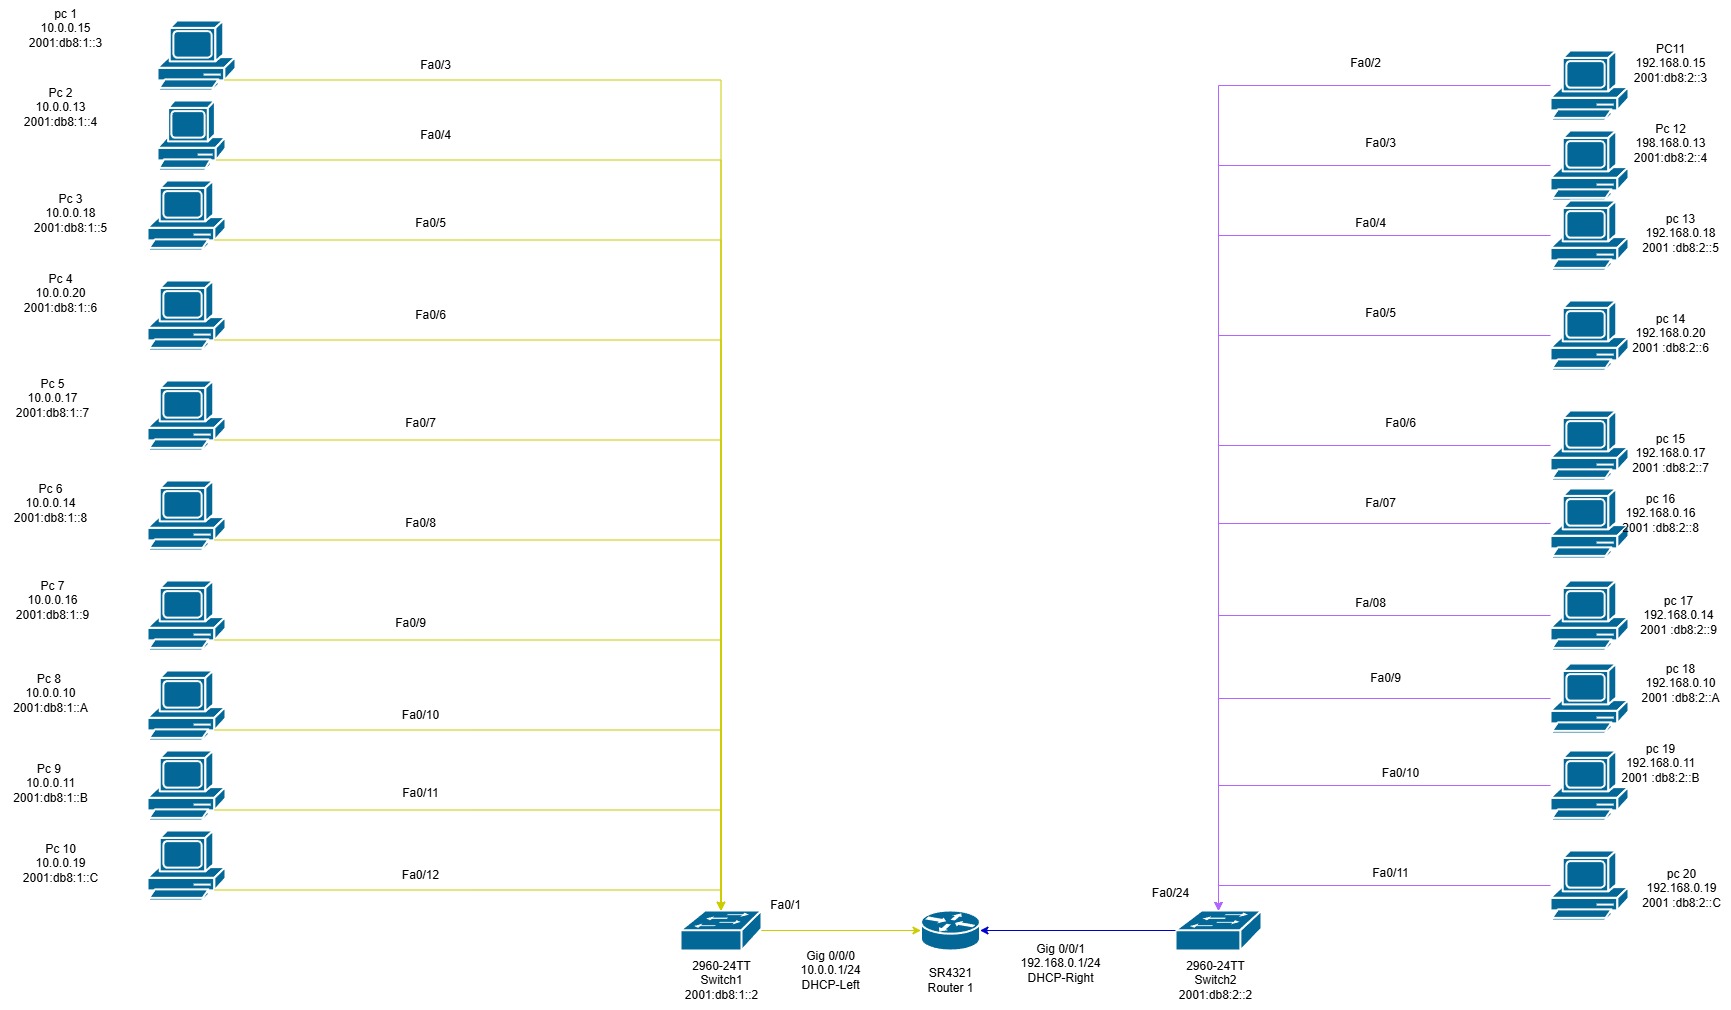 pc 1
10.0.0.15
2001:db8:1::3
Fa0/3
Pc 2
10.0.0.13
2001:db8:1::4
Fa0/4
Pc 3
10.0.0.18
2001:db8:1::5
Fa0/5
Pc 4
10.0.0.20
2001:db8:1::6
Fa0/6
Pc 5
10.0.0.17
2001:db8:1::7
Fa0/7
Pc 6
10.0.0.14
2001:db8:1::8
Fa0/8
Pc 7
10.0.0.16
2001:db8:1::9
Fa0/9
Pc 8
10.0.0.10
2001:db8:1::A
Fa0/10
Pc 9
10.0.0.11
2001:db8:1::B
Fa0/11
Pc 10
10.0.0.19
2001:db8:1::C
Fa0/12
Fa0/1
2960-24TT
Switch1
2001:db8:1::2
Gig 0/0/0
10.0.0.1/24
DHCP-Left
SR4321
Router 1
Gig 0/0/1
192.168.0.1/24
DHCP-Right
Fa0/24
2960-24TT
Switch2
2001:db8:2::2
Fa0/2
PC11
192.168.0.15
2001:db8:2::3
Fa0/3
Pc 12
198.168.0.13
2001:db8:2::4
Fa0/4
pc 13
192.168.0.18
2001 :db8:2::5
Fa0/5
pc 14
192.168.0.20
2001 :db8:2::6
Fa0/6
pc 15
192.168.0.17
2001 :db8:2::7
Fa/07
pc 16
192.168.0.16
2001 :db8:2::8
Fa/08
pc 17
192.168.0.14
2001 :db8:2::9
Fa0/9
pc 18
192.168.0.10
2001 :db8:2::A
Fa0/10
pc 19
192.168.0.11
2001 :db8:2::B
Fa0/11
pc 20
192.168.0.19
2001 :db8:2::C